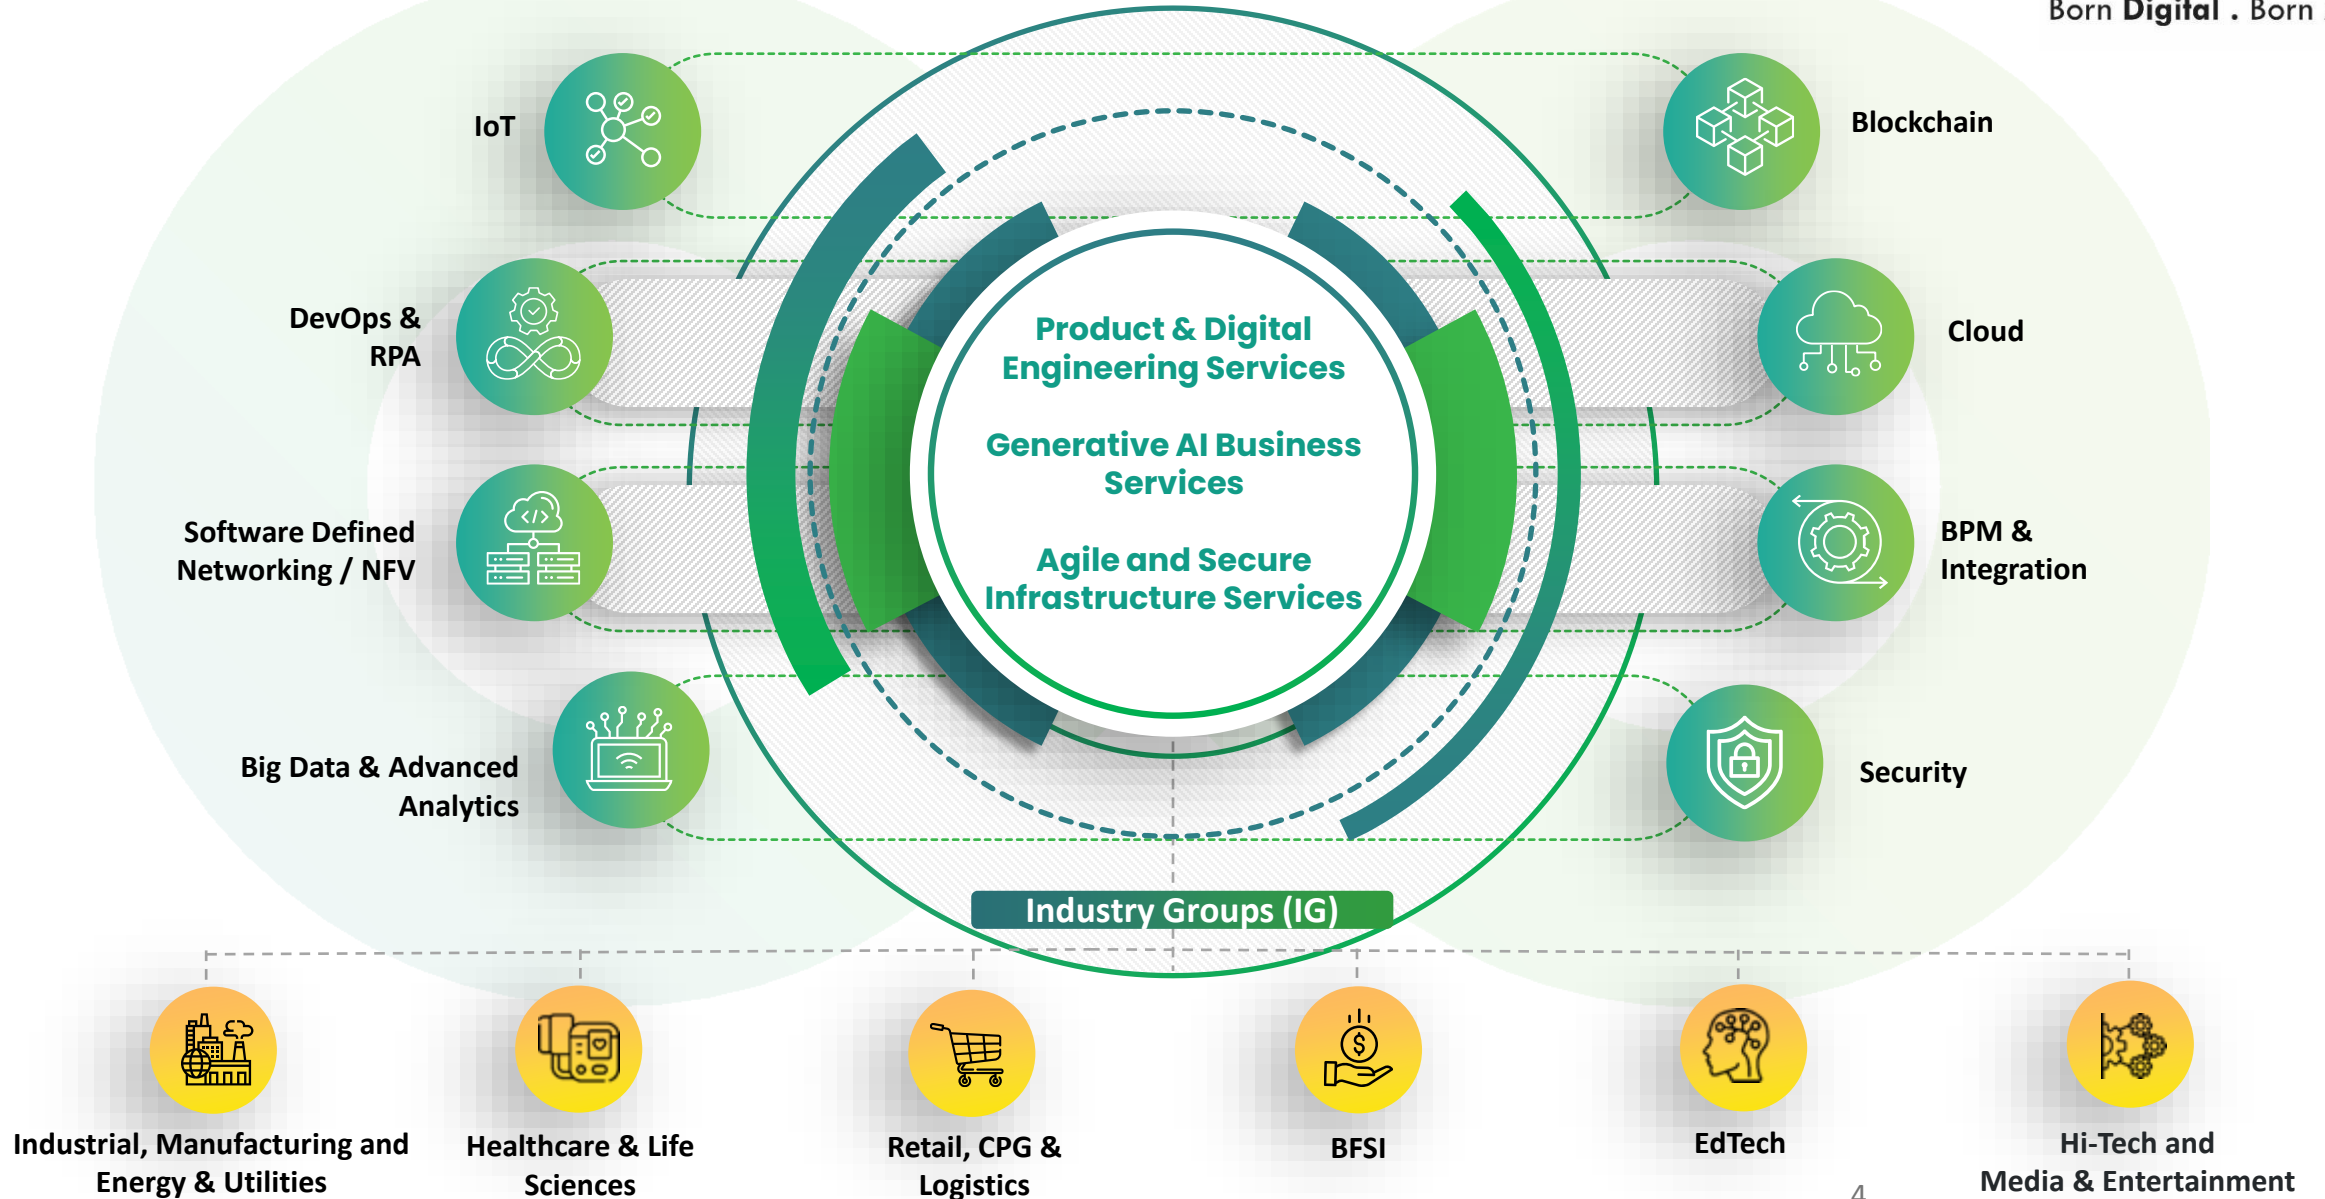 Born Digital . Born
IoT
Blockchain
DevOps &
RPA
Cloud
Product & Digital
Engineering Services
Generative AI Business
Services
Agile and Secure
Infrastructure Services
Software Defined
Networking / NFV
BPM &
Integration
Big Data & Advanced
Analytics
Security
Industry Groups (IG)
Industrial, Manufacturing and
Energy & Utilities
Healthcare & Life
Sciences
Retail, CPG &
Logistics
BFSI
EdTech
Hi-Tech and
Media & Entertainment
4